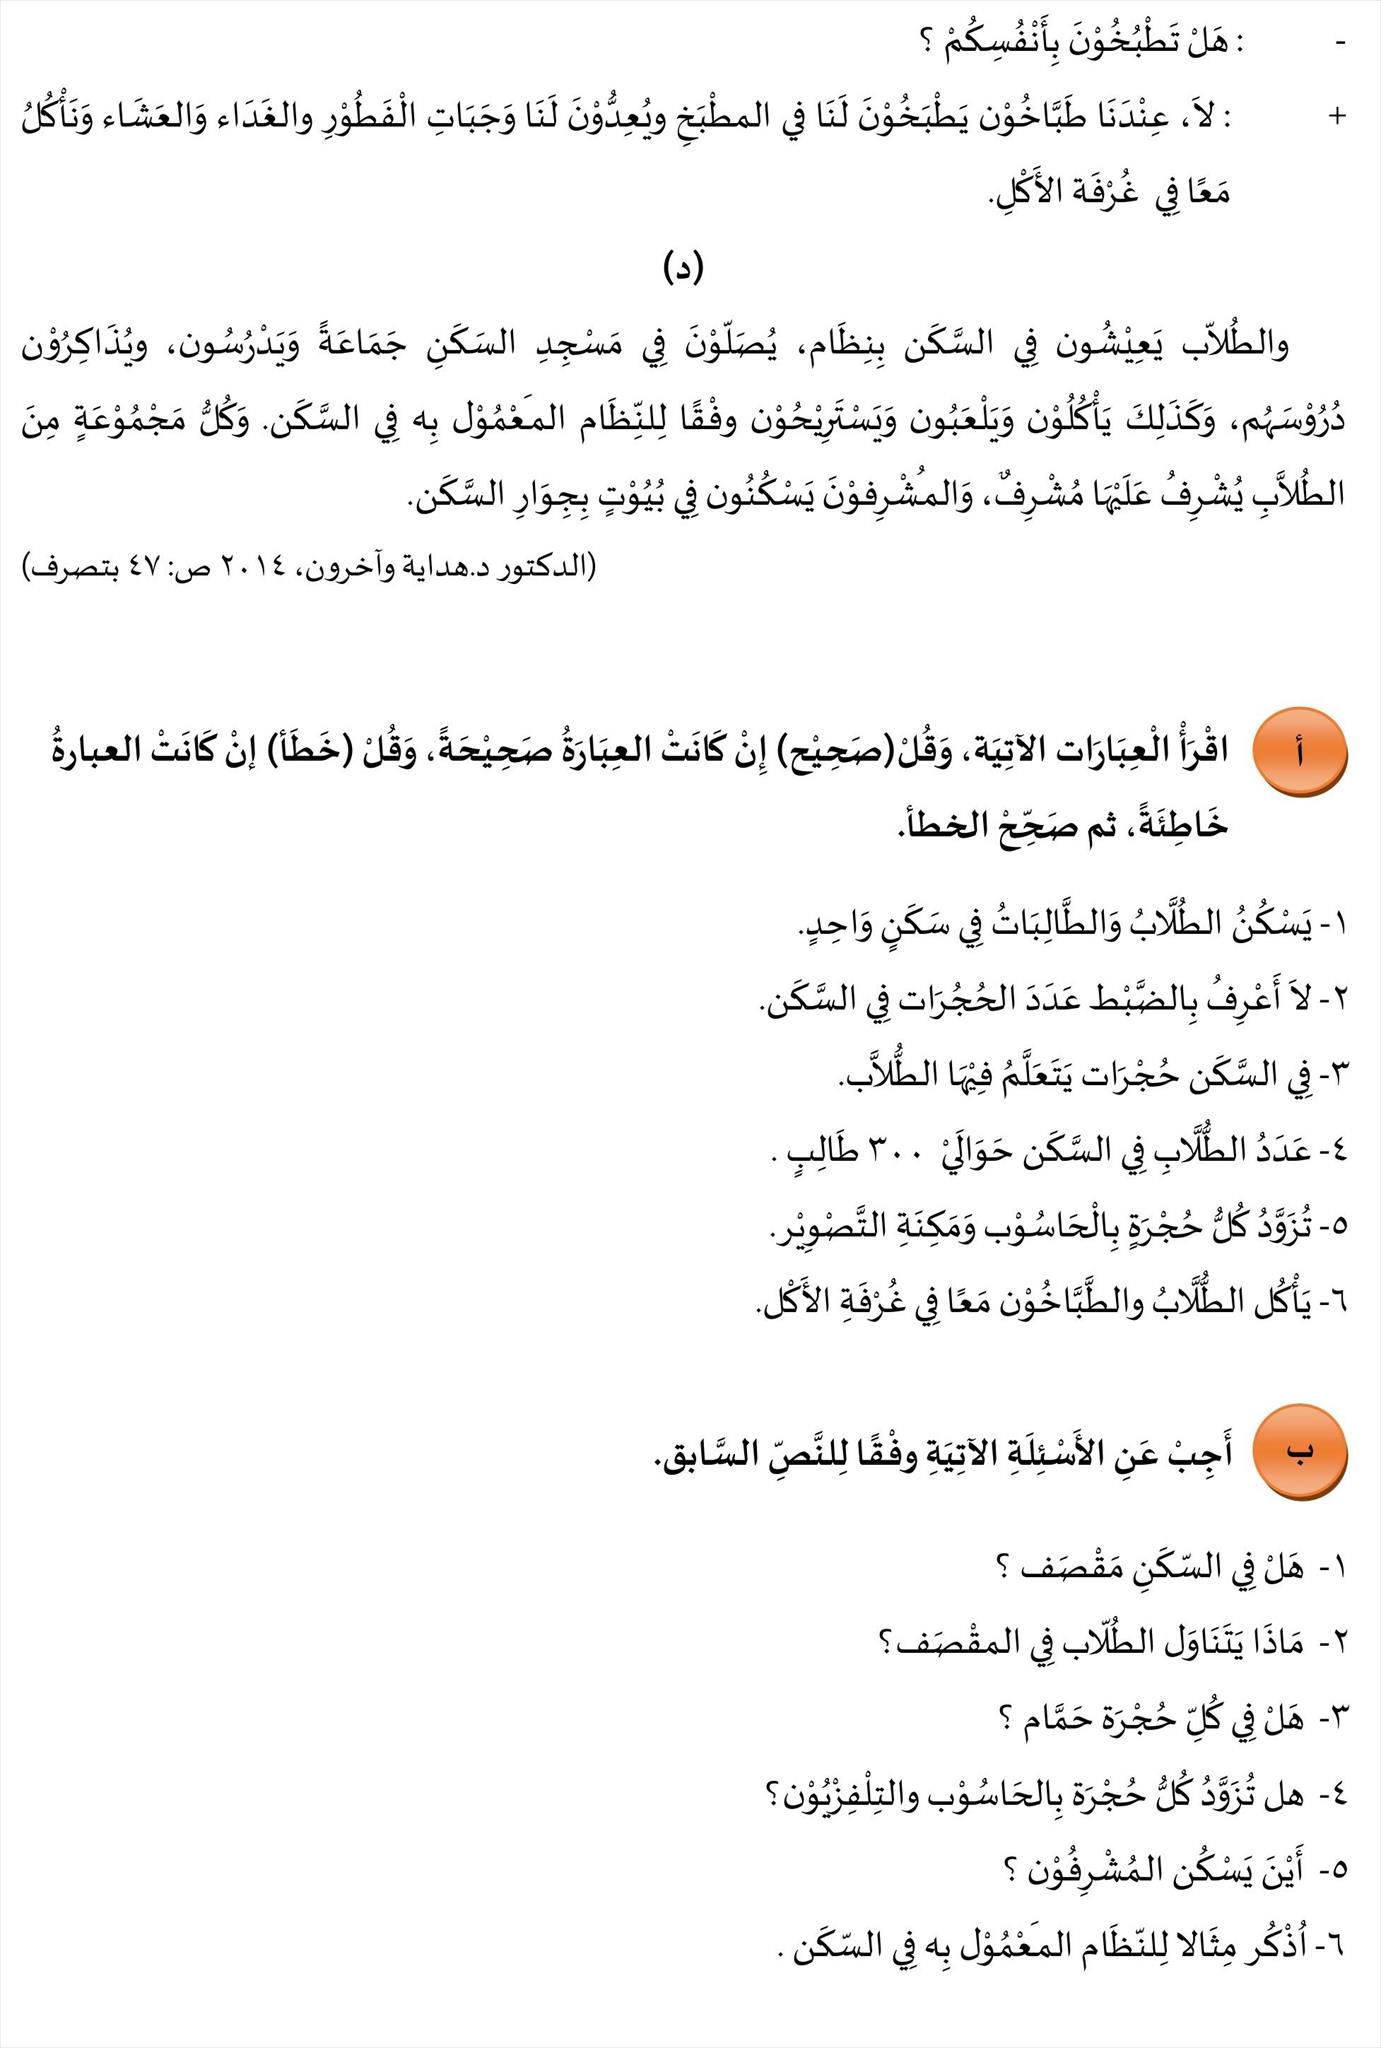 - : هَلْ تَطْبُخُوْنَ بِأَنْفُسِكُمْ ؟
+ : لاَ، عِنْدَنَا طَبَّاخُوْن يَطْبَخُوْنَ لَنَا في المطْبَخِ ويُعِدُّوْنَ لَنَا وَجَبَاتِ الْفَطُوْرِ والغَدَاء وَالعَشَاء وَنَأْكُلُ
مَعًا فِي غُرْفَة الأَكْلِ.
(د)
والطُلاّب يَعِيْشُون فِي السَّكَن بِنِظَام، يُصَلّوْنَ فِي مَسْجِدِ السَكَنِ جَمَاعَةً وَيَدْرُسُون، ويُذَاكِرُوْن
دُرُوْسَهُم، وَكَذَلِكَ يَأْكُلُوْن وَيَلْعَبُون وَيَسْتَرِيْحُوْن وفْقًا لِلنِّظَام المَعْمُوْل بِه فِي السَّكَن. وَكُلُّ مَجْمُوْعَةٍ مِنَ
الطُلاَّبِ يُشْرِفُ عَلَيْهَا مُشْرِفٌ، وَالمُشْرِفوْنَ يَسْكُنُون فِي بُيُوْتٍ بِجِوَارِ السَّكَن.
(الدكتور د.هداية وآخرون، ٢٠١٤ ص: ٤٧ بتصرف)
أ اقْرَأْ الْعِبَارَات الآتِيَة، وَقُلْ(صَحِيْح) إِنْ كَانَتْ العِبَارَةُ صَحِيْحَةً، وَقُلْ (خَطَأ) إنْ كَانَتْ العبارةُ
خَاطِئَةً، ثم صَحِّحْ الخطأ.
١- يَسْكُنُ الطُلَّابُ وَالطَّالِبَاتُ فِي سَكَنٍ وَاحِدٍ.
٢- لاَ أَعْرِفُ بِالضَّبْط عَدَدَ الحُجُرَات فِي السَّكَن.
٣- فِي السَّكَن حُجْرَات يَتَعَلَّمُ فِيْهَا الطُّلاَّب.
٤- عَدَدُ الطُّلَّابِ فِي السَّكَن حَوَالَيْ ٣٠٠ طَالِبٍ .
٥- تُزَوَّدُ كُلُّ حُجْرَةٍ بِالْحَاسُوْب وَمَكِنَةِ التَّصْوِيْر.
٦- يَأْكُل الطُّلَّابُ والطَّبَّاخُوْن مَعًا فِي غُرْفَةِ الأَكْل.
ب أَجِبْ عَنِ الأَسْئِلَةِ الآتِيَةِ وفْقًا لِلنَّصِّ السَّابق.
١- هَلْ فِي السّكَنِ مَقْصَف ؟
٢- مَاذَا يَتَنَاوَل الطُلّاب فِي المقْصَف؟
٣- هَلْ فِي كُلِّ حُجْرَة حَمَّام ؟
٤- هل تُزَوَّدُ كُلُّ حُجْرَة بِالحَاسُوْب والتِلْفِزْيُوْن؟
٥- أَيْنَ يَسْكُن المُشْرِفُوْن ؟
٦- اُذْكُر مِثَالا لِلنّظَام المَعْمُوْل بِه فِي السّكَن .